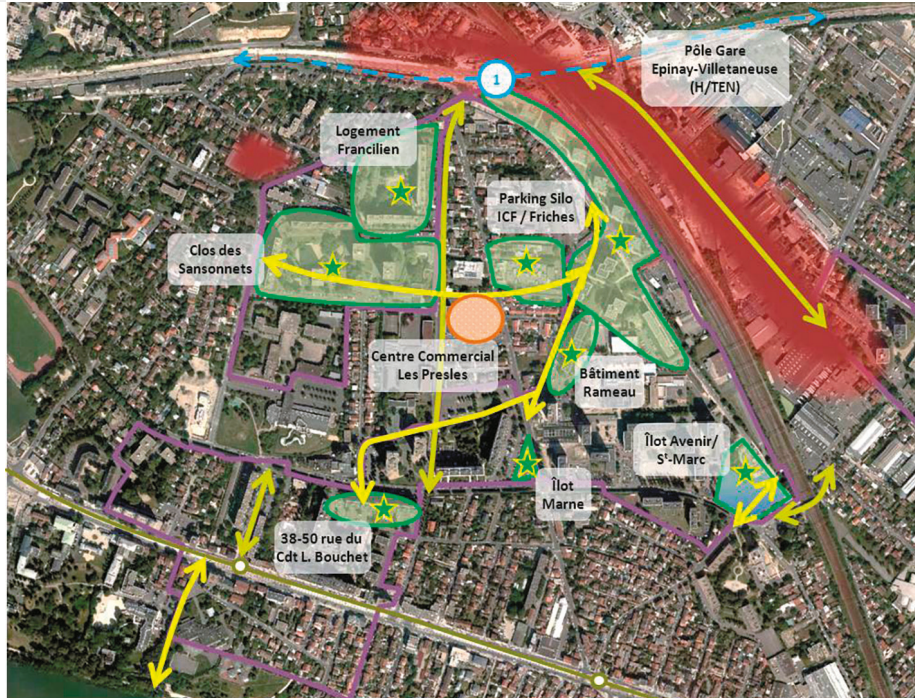 Pôle Gare
Epinay-Villetaneuse
(H/TEN)
1
Logement
Francilien
Parking Silo
ICF / Friches
Clos des
Sansonnets
Centre Commercial
Les Presles
Bâtiment
Rameau
Îlot Avenir/
Sᵗ-Marc
Îlot
Marne
38-50 rue du
Cdt L. Bouchet